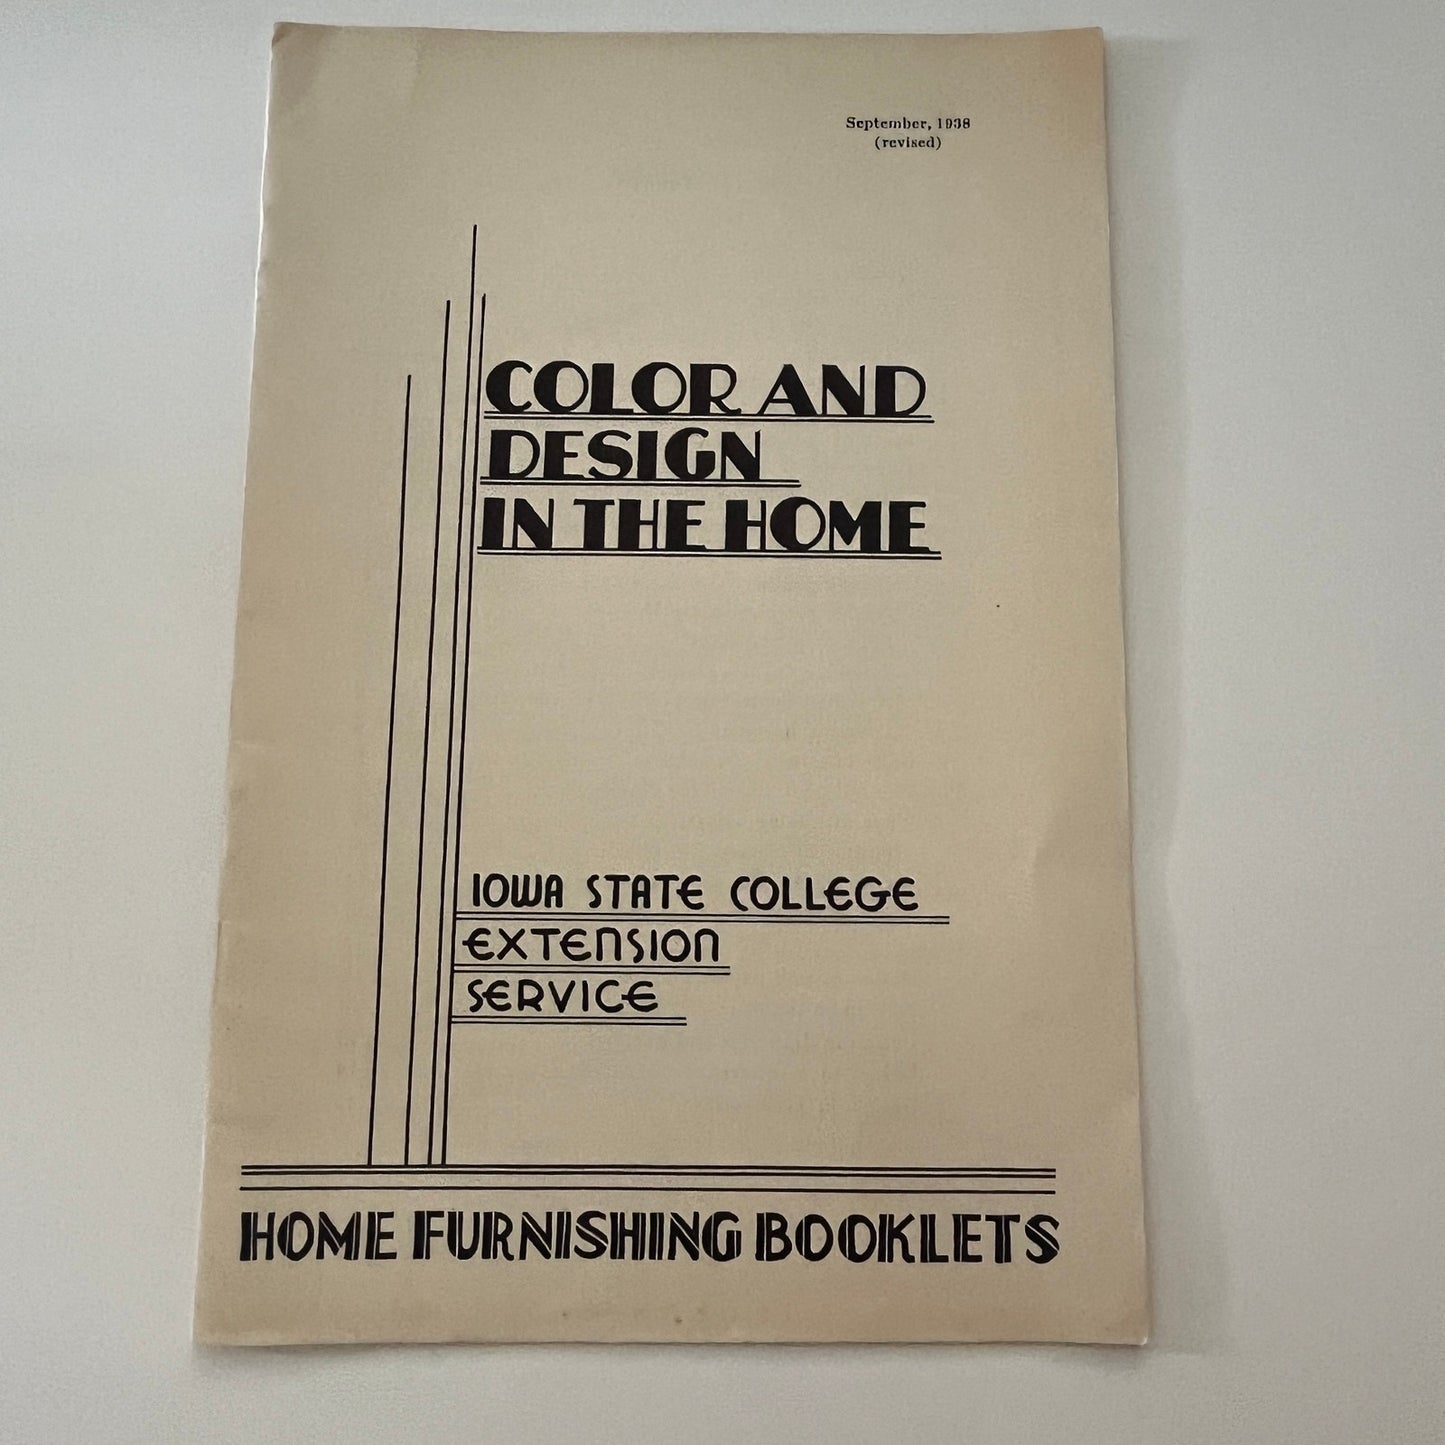 September, 1938
(revised)
COLOR AND
DESIGN
IN THE HOME
IOWA STATE COLLEGE
EXTENSION
SERVICE
HOME FURNISHING BOOKLETS